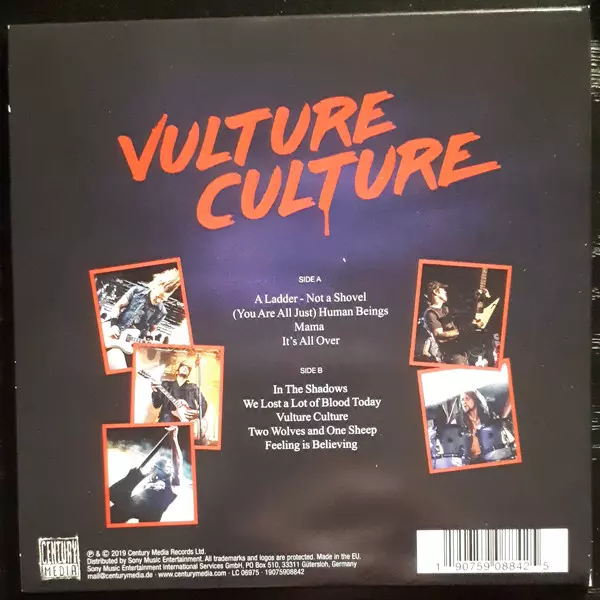 VULTURE
CULTURE
SIDE A
A Ladder - Not a Shovel
(You Are All Just) Human Beings
Mama
It's All Over
SIDE B
In The Shadows
We Lost a Lot of Blood Today
Vulture Culture
Two Wolves and One Sheep
Feeling is Believing
CENTURY
MEDIA
℗ & © 2019 Century Media Records Ltd.
Distributed by Sony Music Entertainment. All trademarks and logos are protected. Made in the EU.
Sony Music Entertainment International Services GmbH, PO Box 510, 33311 Gütersloh, Germany
mail@centurymedia.de · www.centurymedia.com · LC 06975 · 19075908842
1 90759 08842 5